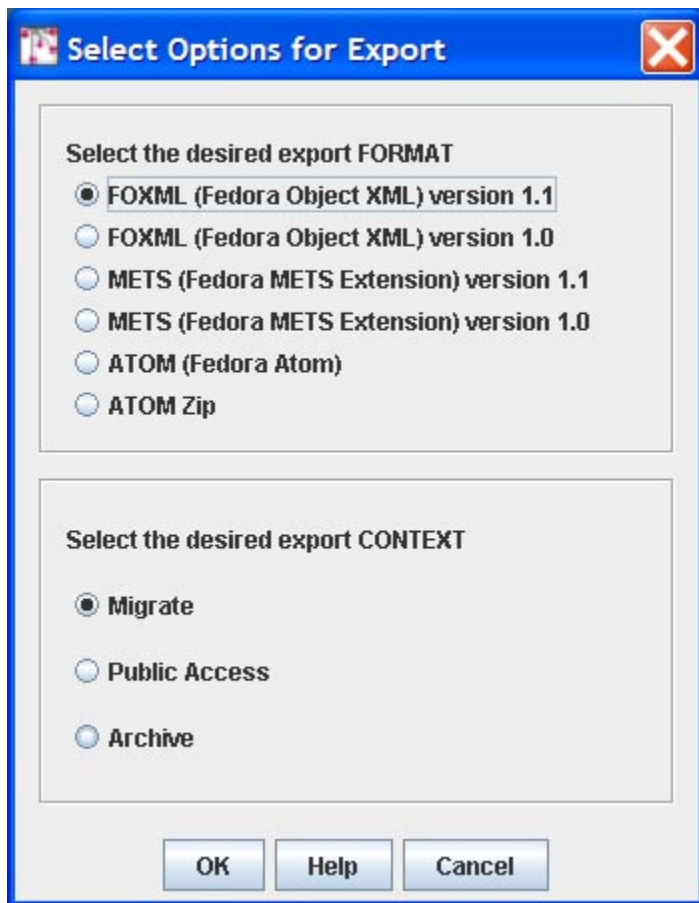 Select Options for Export
Select the desired export FORMAT
FOXML (Fedora Object XML) version 1.1
FOXML (Fedora Object XML) version 1.0
METS (Fedora METS Extension) version 1.1
METS (Fedora METS Extension) version 1.0
ATOM (Fedora Atom)
ATOM Zip
Select the desired export CONTEXT
Migrate
Public Access
Archive
OK Help Cancel